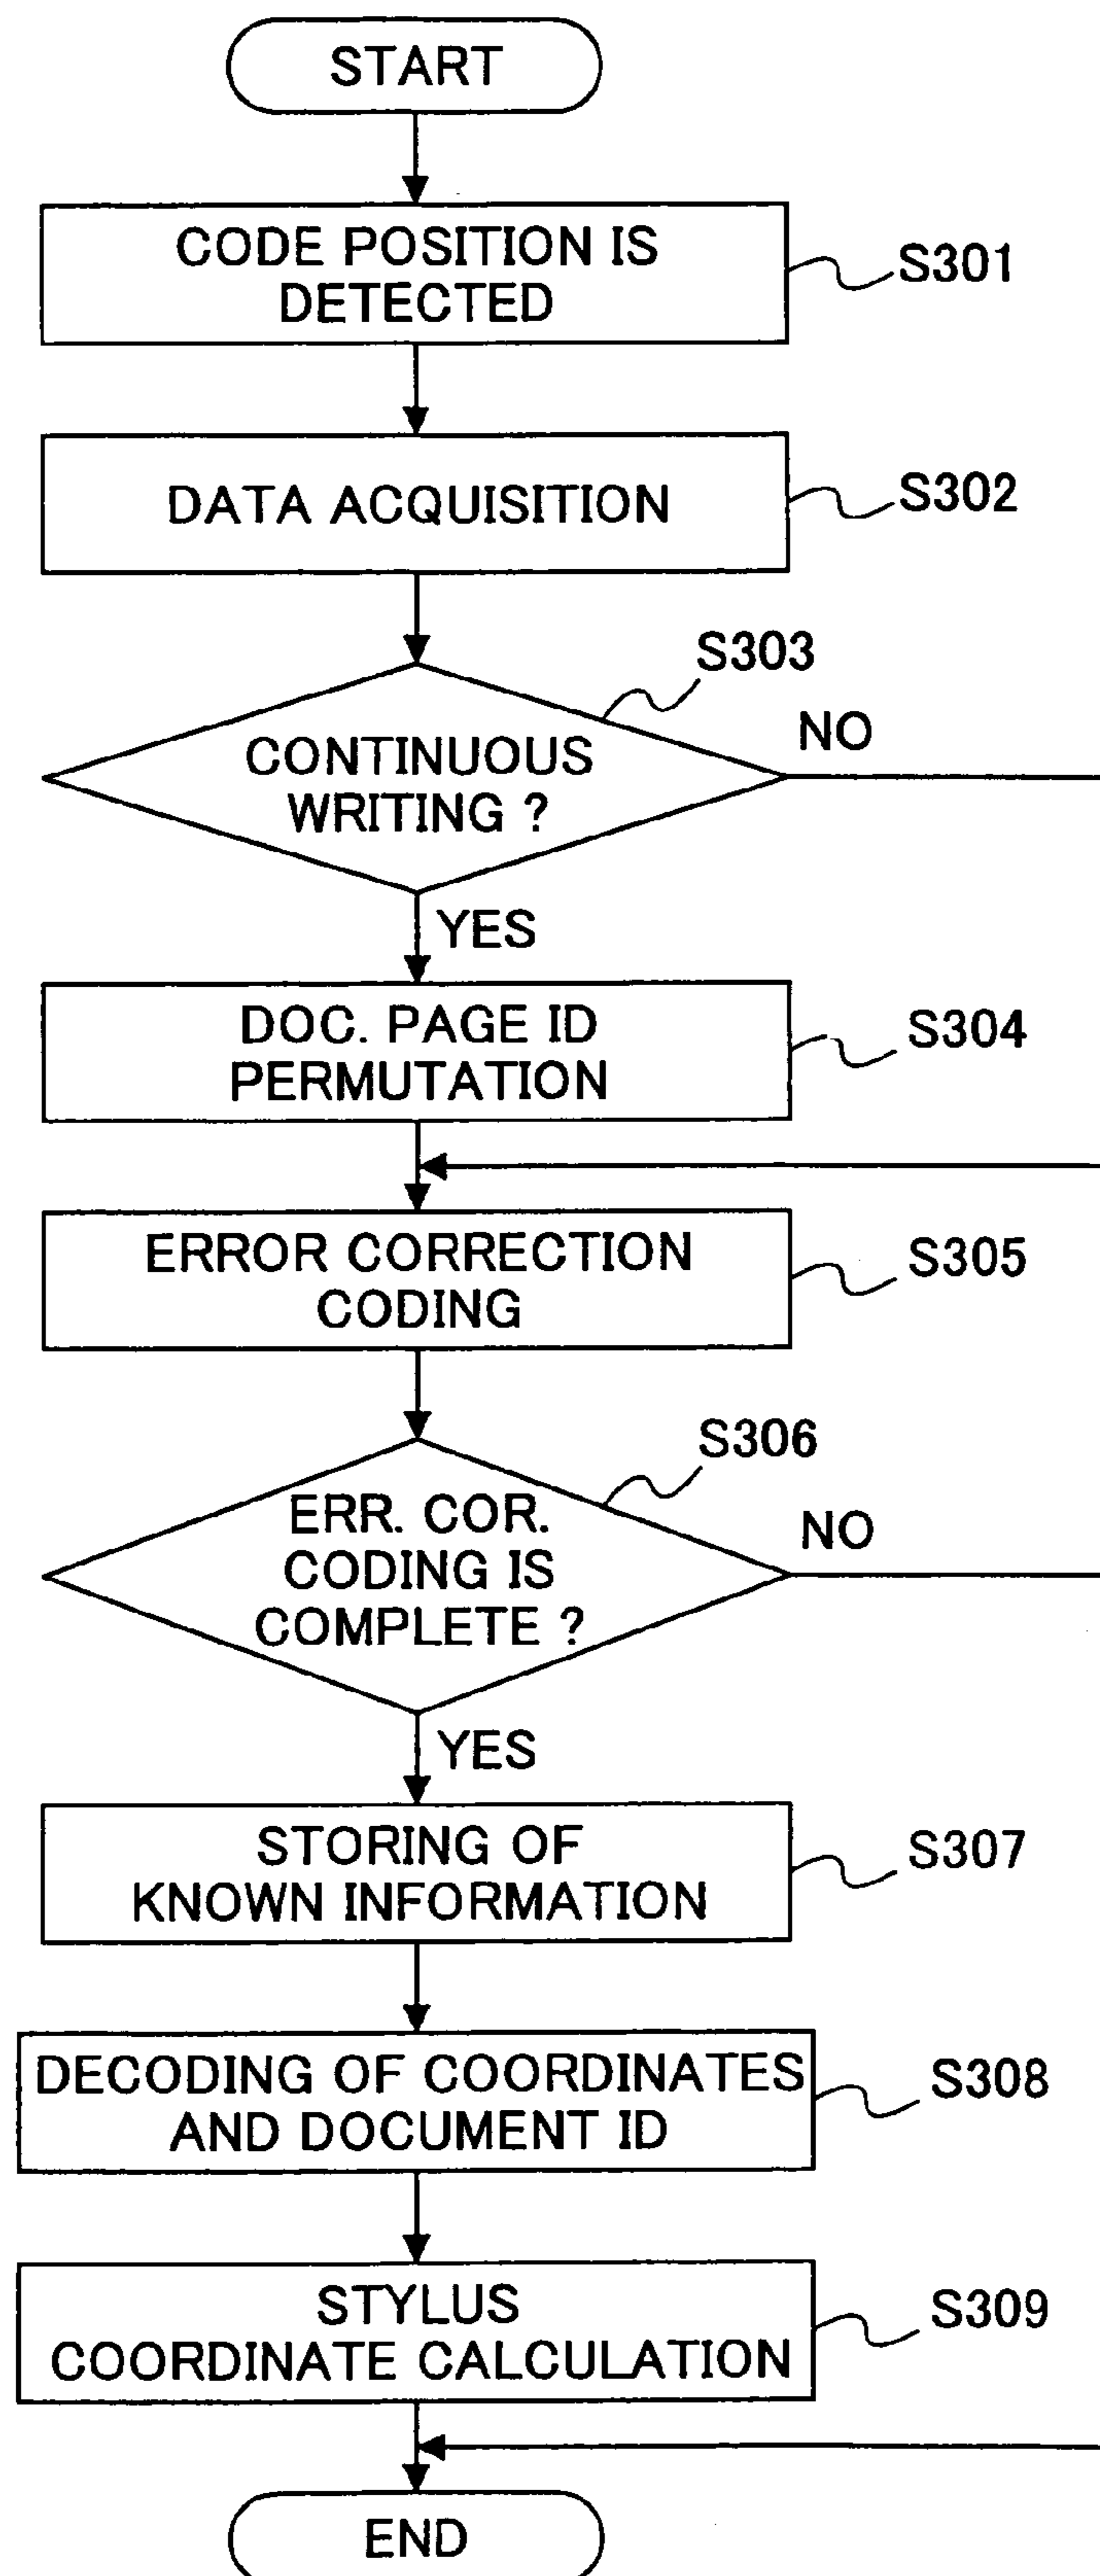 START
CODE POSITION IS
DETECTED
S301
DATA ACQUISITION
S302
S303
CONTINUOUS
WRITING ?
NO
YES
DOC. PAGE ID
PERMUTATION
S304
ERROR CORRECTION
CODING
S305
S306
ERR. COR.
CODING IS
COMPLETE ?
NO
YES
STORING OF
KNOWN INFORMATION
S307
DECODING OF COORDINATES
AND DOCUMENT ID
S308
STYLUS
COORDINATE CALCULATION
S309
END